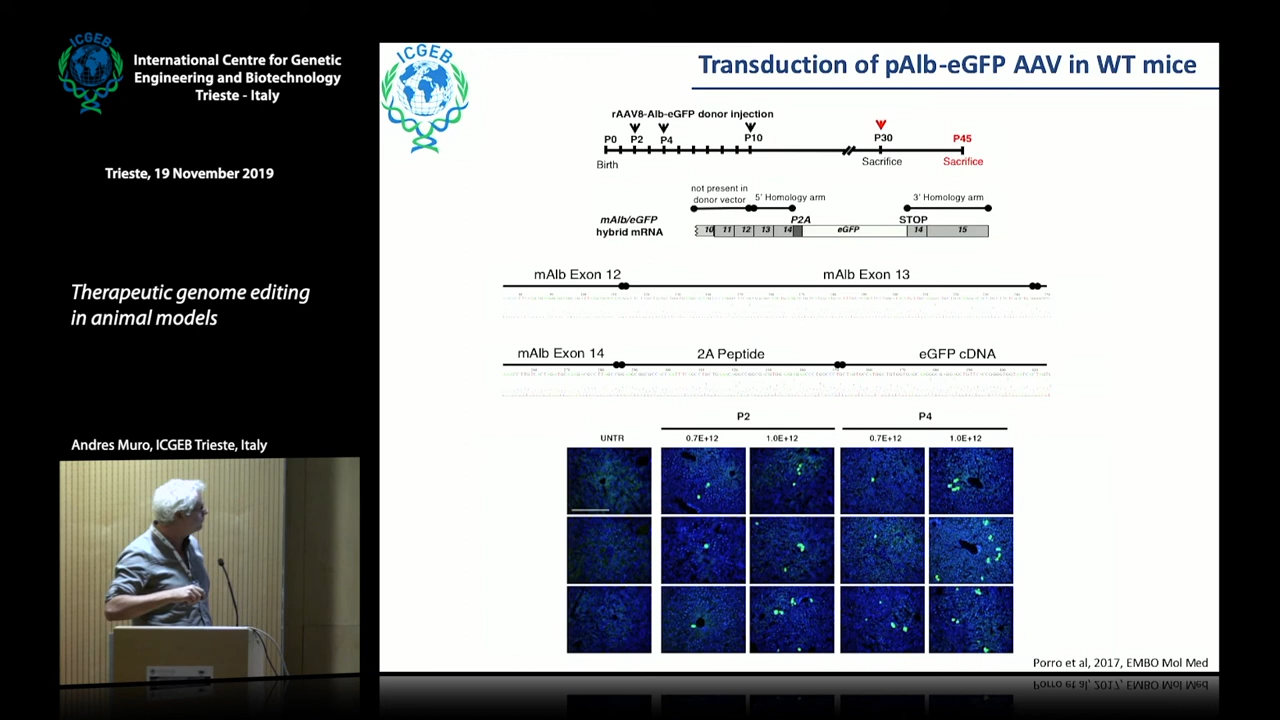 ICGEB
International Centre for Genetic
Engineering and Biotechnology
Trieste - Italy
Trieste, 19 November 2019
Therapeutic genome editing
in animal models
Andres Muro, ICGEB Trieste, Italy
ICGEB
Transduction of pAlb-eGFP AAV in WT mice
rAAV8-Alb-eGFP donor injection
P0 P2 P4 P10 P30 P45
Birth Sacrifice Sacrifice
not present in
donor vector 5' Homology arm 3' Homology arm
mAlb/eGFP P2A STOP
hybrid mRNA 10 11 12 13 14 eGFP 14 15
mAlb Exon 12 mAlb Exon 13
mAlb Exon 14 2A Peptide eGFP cDNA
P2 P4
UNTR 0.7E+12 1.0E+12 0.7E+12 1.0E+12
Porro et al, 2017, EMBO Mol Med